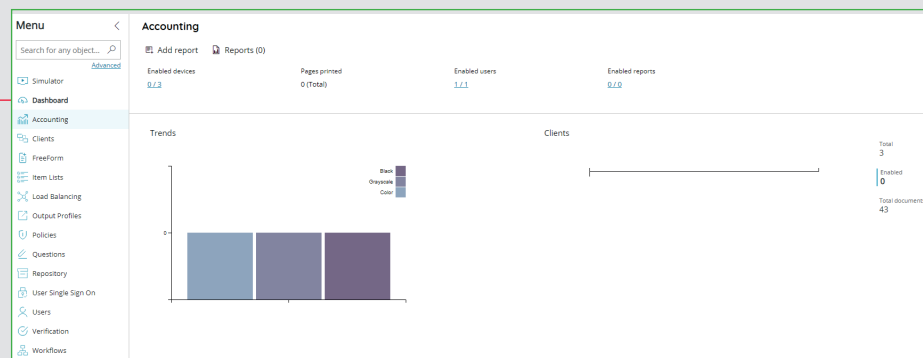 Menu
Search for any object...
Advanced
Simulator
Dashboard
Accounting
Clients
FreeForm
Item Lists
Load Balancing
Output Profiles
Policies
Questions
Repository
User Single Sign On
Users
Verification
Workflows
Accounting
Add report
Reports (0)
Enabled devices
Pages printed
Enabled users
Enabled reports
0 / 3
0 (Total)
1 / 1
0 / 0
Trends
Black
Grayscale
Color
0
Clients
Total
3
Enabled
0
Total document
43